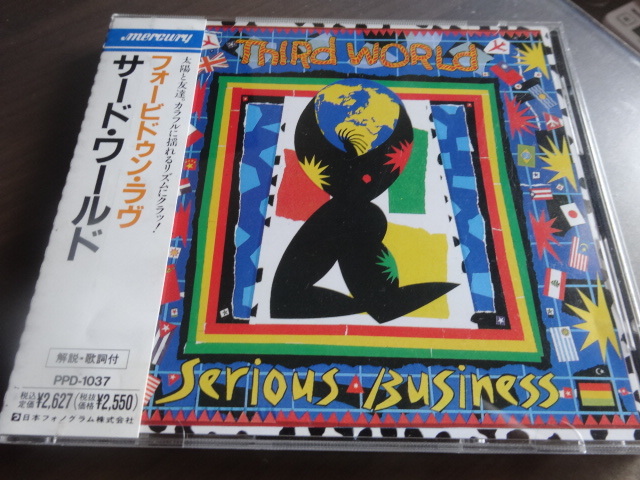 mercury
フォービドゥン・ラヴ
サード・ワールド
太陽と友達。カラフルに揺れるリズムにクラッ!
解説・歌詞付
PPD-1037
税込定価¥2,627(税抜価格¥2,550)
日本フォノグラム株式会社
Third World
Serious Business